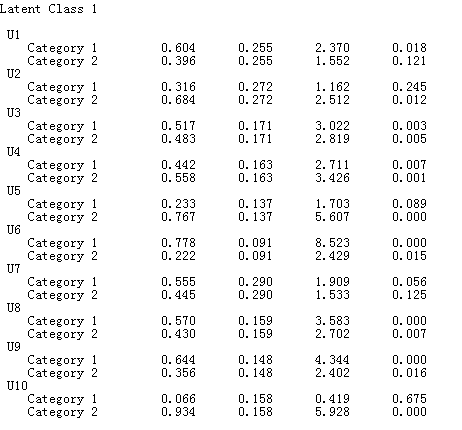 Latent Class 1
U1
Category 1 0.604 0.255 2.370 0.018
Category 2 0.396 0.255 1.552 0.121
U2
Category 1 0.316 0.272 1.162 0.245
Category 2 0.684 0.272 2.512 0.012
U3
Category 1 0.517 0.171 3.022 0.003
Category 2 0.483 0.171 2.819 0.005
U4
Category 1 0.442 0.163 2.711 0.007
Category 2 0.558 0.163 3.426 0.001
U5
Category 1 0.233 0.137 1.703 0.089
Category 2 0.767 0.137 5.607 0.000
U6
Category 1 0.778 0.091 8.523 0.000
Category 2 0.222 0.091 2.429 0.015
U7
Category 1 0.555 0.290 1.909 0.056
Category 2 0.445 0.290 1.533 0.125
U8
Category 1 0.570 0.159 3.583 0.000
Category 2 0.430 0.159 2.702 0.007
U9
Category 1 0.644 0.148 4.344 0.000
Category 2 0.356 0.148 2.402 0.016
U10
Category 1 0.066 0.158 0.419 0.675
Category 2 0.934 0.158 5.928 0.000